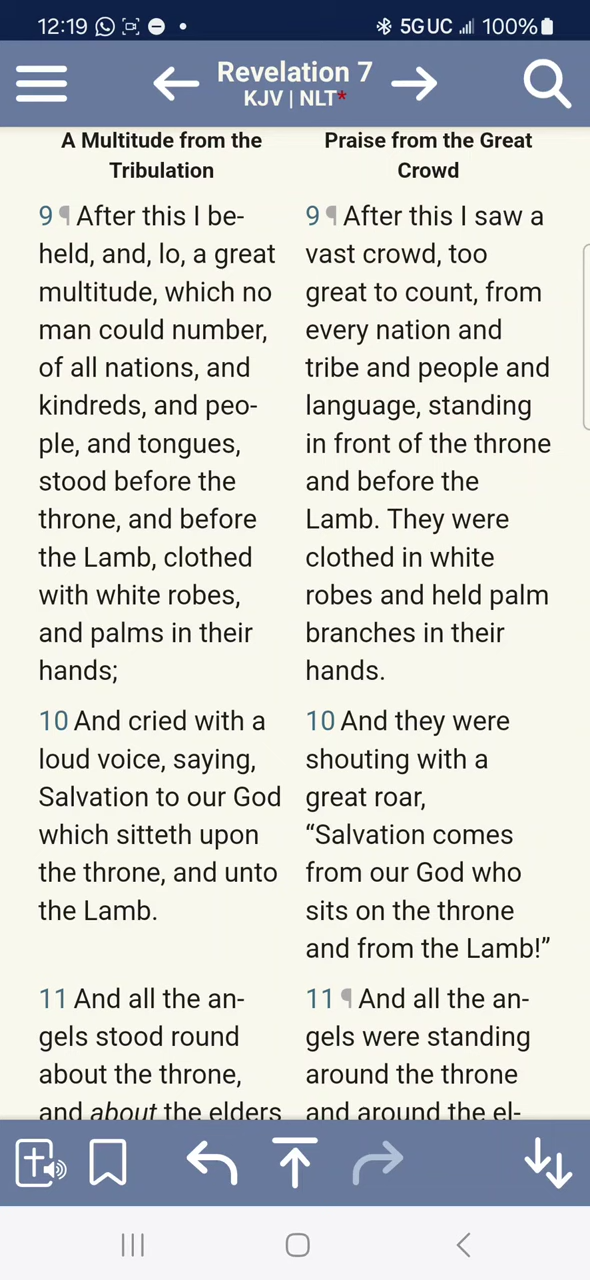 12:19 5GUC 100%
Revelation 7
KJV | NLT*
A Multitude from the
Tribulation
9 ¶ After this I be-
held, and, lo, a great
multitude, which no
man could number,
of all nations, and
kindreds, and peo-
ple, and tongues,
stood before the
throne, and before
the Lamb, clothed
with white robes,
and palms in their
hands;
10 And cried with a
loud voice, saying,
Salvation to our God
which sitteth upon
the throne, and unto
the Lamb.
11 And all the an-
gels stood round
about the throne,
and about the elders
Praise from the Great
Crowd
9 ¶ After this I saw a
vast crowd, too
great to count, from
every nation and
tribe and people and
language, standing
in front of the throne
and before the
Lamb. They were
clothed in white
robes and held palm
branches in their
hands.
10 And they were
shouting with a
great roar,
“Salvation comes
from our God who
sits on the throne
and from the Lamb!”
11 ¶ And all the an-
gels were standing
around the throne
and around the el-